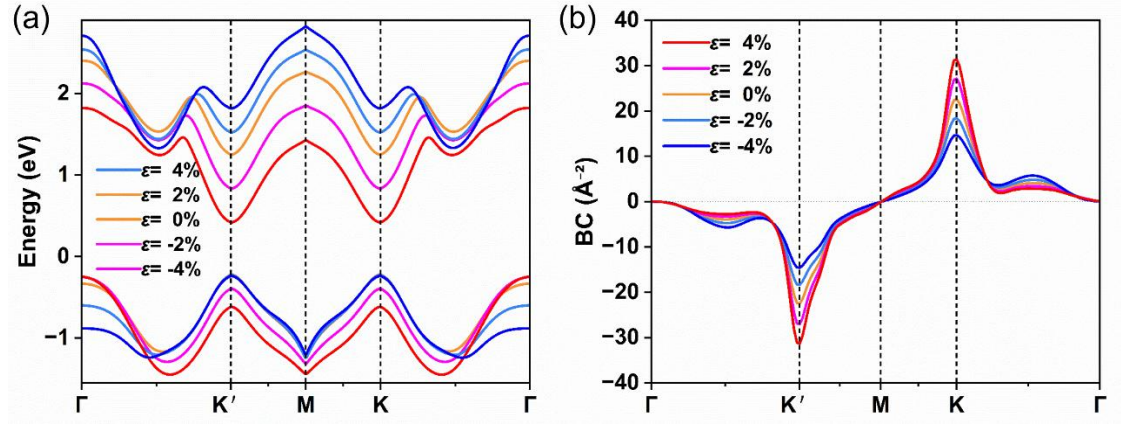 (a)
Energy (eV)
2
1
0
−1
ε= 4%
ε= 2%
ε= 0%
ε= -2%
ε= -4%
Γ
K′
M
K
Γ
(b)
BC (Å⁻²)
40
30
20
10
0
−10
−20
−30
−40
ε= 4%
ε= 2%
ε= 0%
ε= -2%
ε= -4%
Γ
K′
M
K
Γ